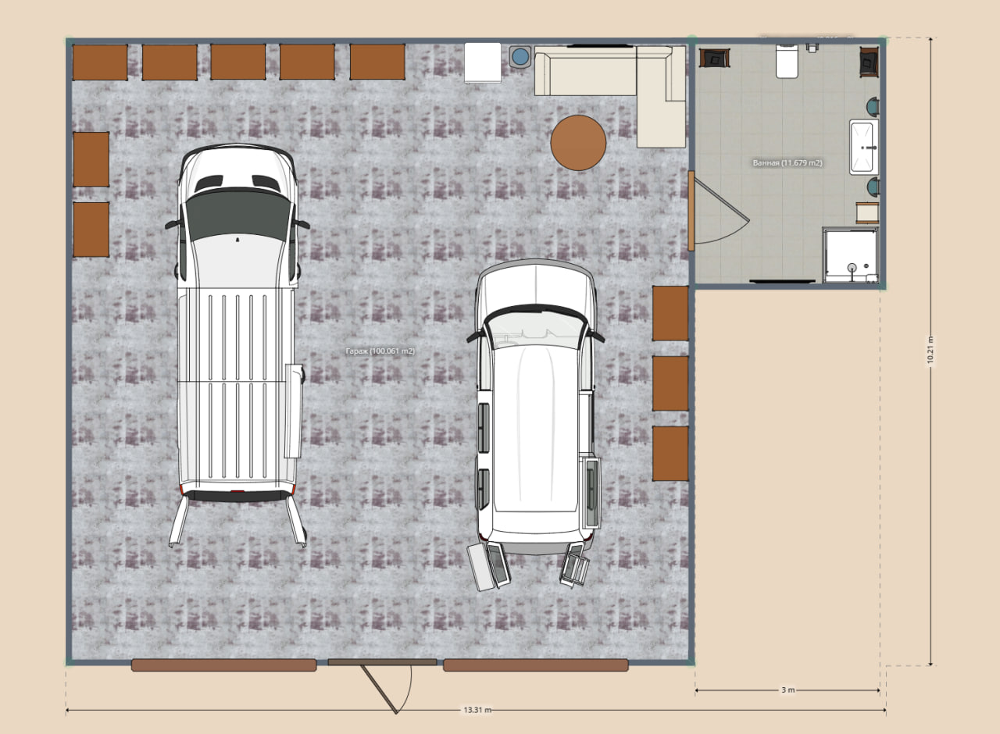 Ванная (11.679 m2)
Гараж (100.061 m2)
10.21 m
3 m
13.31 m